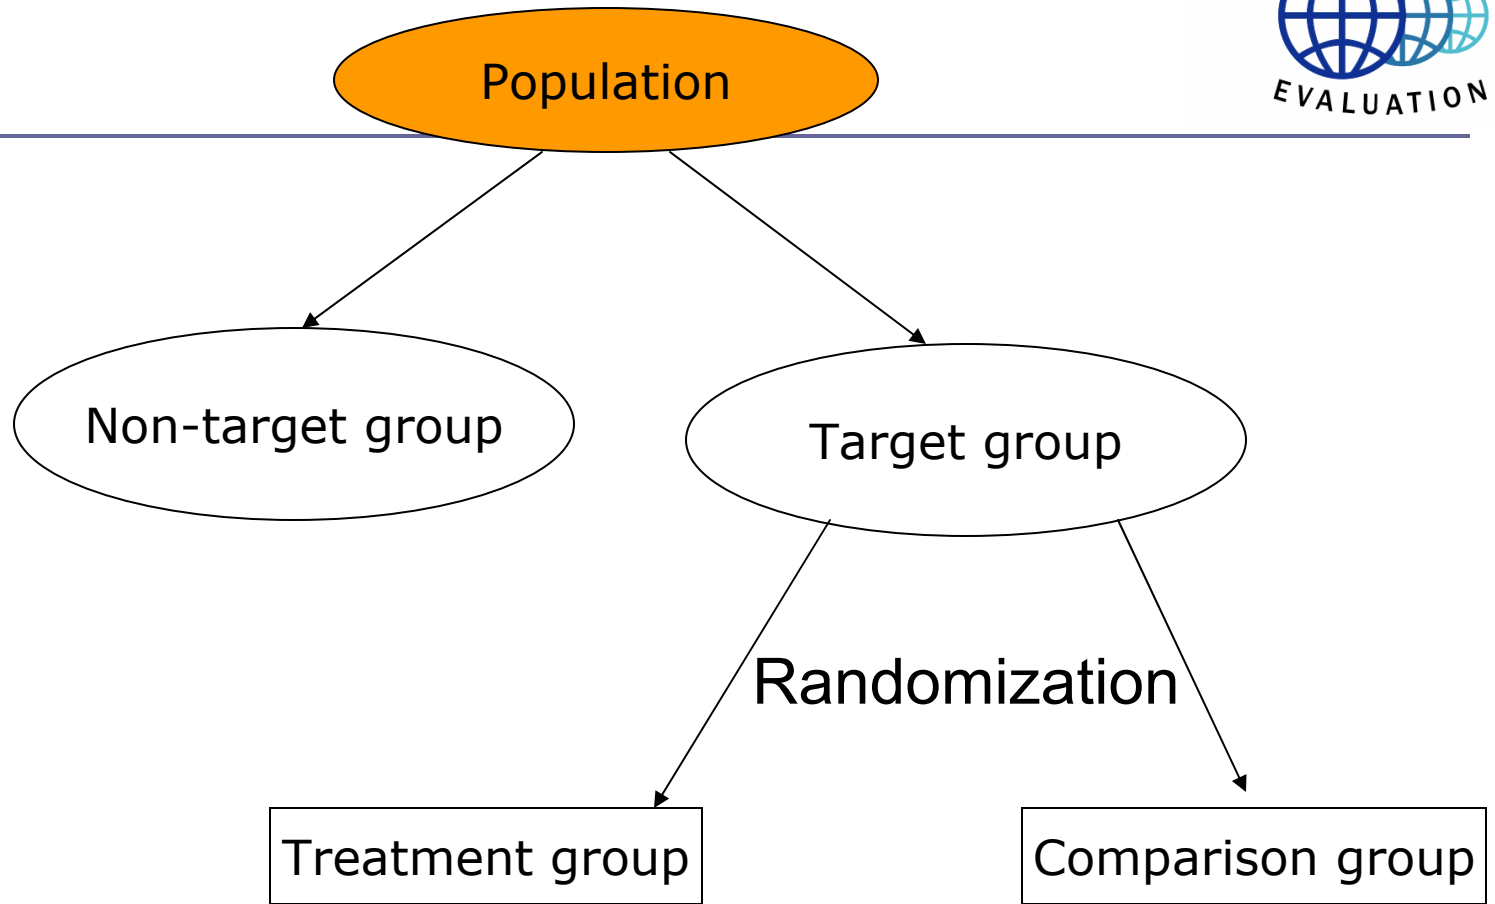 Population
EVALUATION
Non-target group
Target group
Randomization
Treatment group
Comparison group